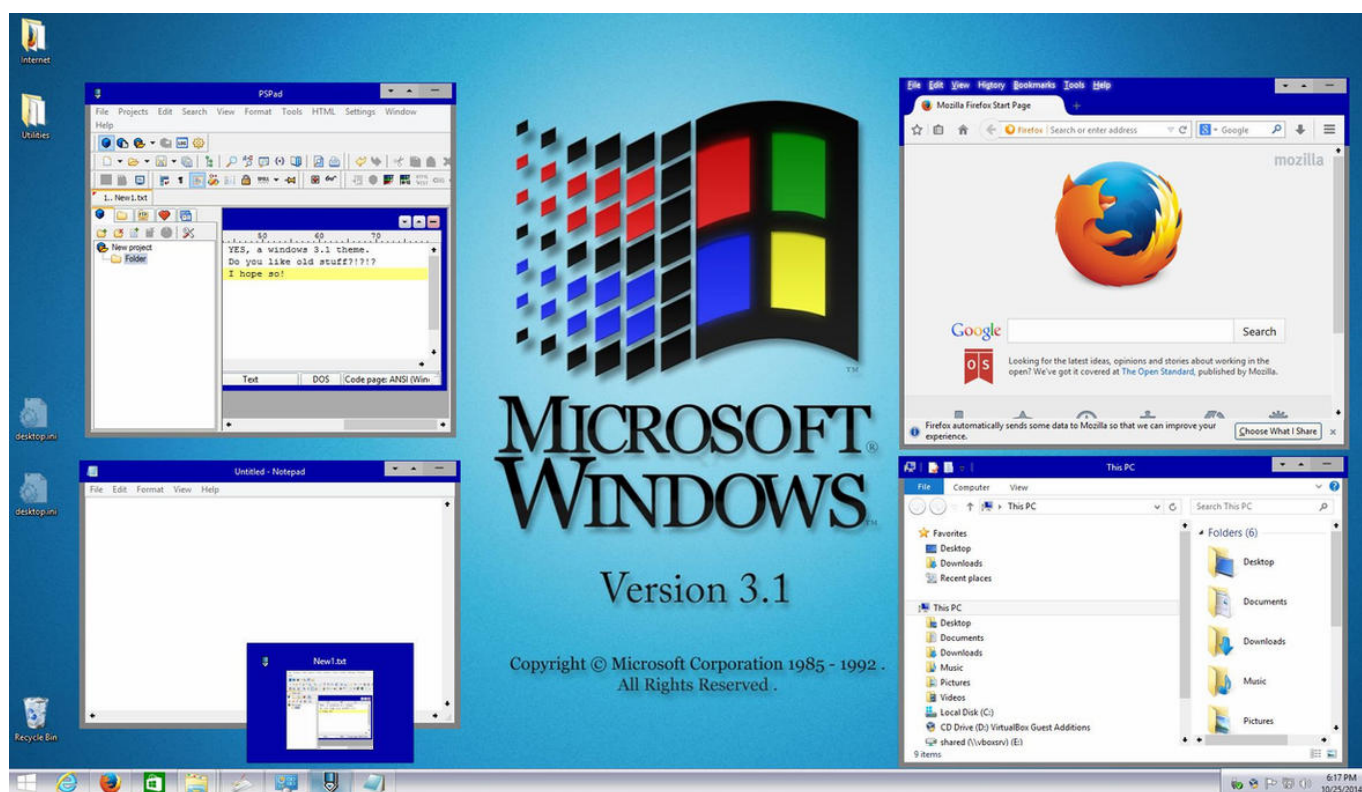 Internet
Utilities
desktop.ini
desktop.ini
Recycle Bin
PSPad
File Projects Edit Search View Format Tools HTML Settings Window
Help
1.. New1.txt
New project
Folder
50 60 70
YES, a windows 3.1 theme.
Do you like old stuff?!?!?
I hope so!
Text DOS Code page: ANSI (Win
Untitled - Notepad
File Edit Format View Help
New1.txt
MICROSOFT®
WINDOWS™
Version 3.1
Copyright © Microsoft Corporation 1985 - 1992 .
All Rights Reserved .
TM
File Edit View History Bookmarks Tools Help
Mozilla Firefox Start Page
Firefox Search or enter address
Google
mozilla
Google Search
Looking for the latest ideas, opinions and stories about working in the
open? We've got it covered at The Open Standard, published by Mozilla.
OS
Firefox automatically sends some data to Mozilla so that we can improve your
experience.
Choose What I Share
This PC
File Computer View
This PC
Search This PC
Favorites
Desktop
Downloads
Recent places
This PC
Desktop
Documents
Downloads
Music
Pictures
Videos
Local Disk (C:)
CD Drive (D:) VirtualBox Guest Additions
shared (\\vboxsrv) (E:)
9 items
Folders (6)
Desktop
Documents
Downloads
Music
Pictures
6:17 PM
10/25/2014